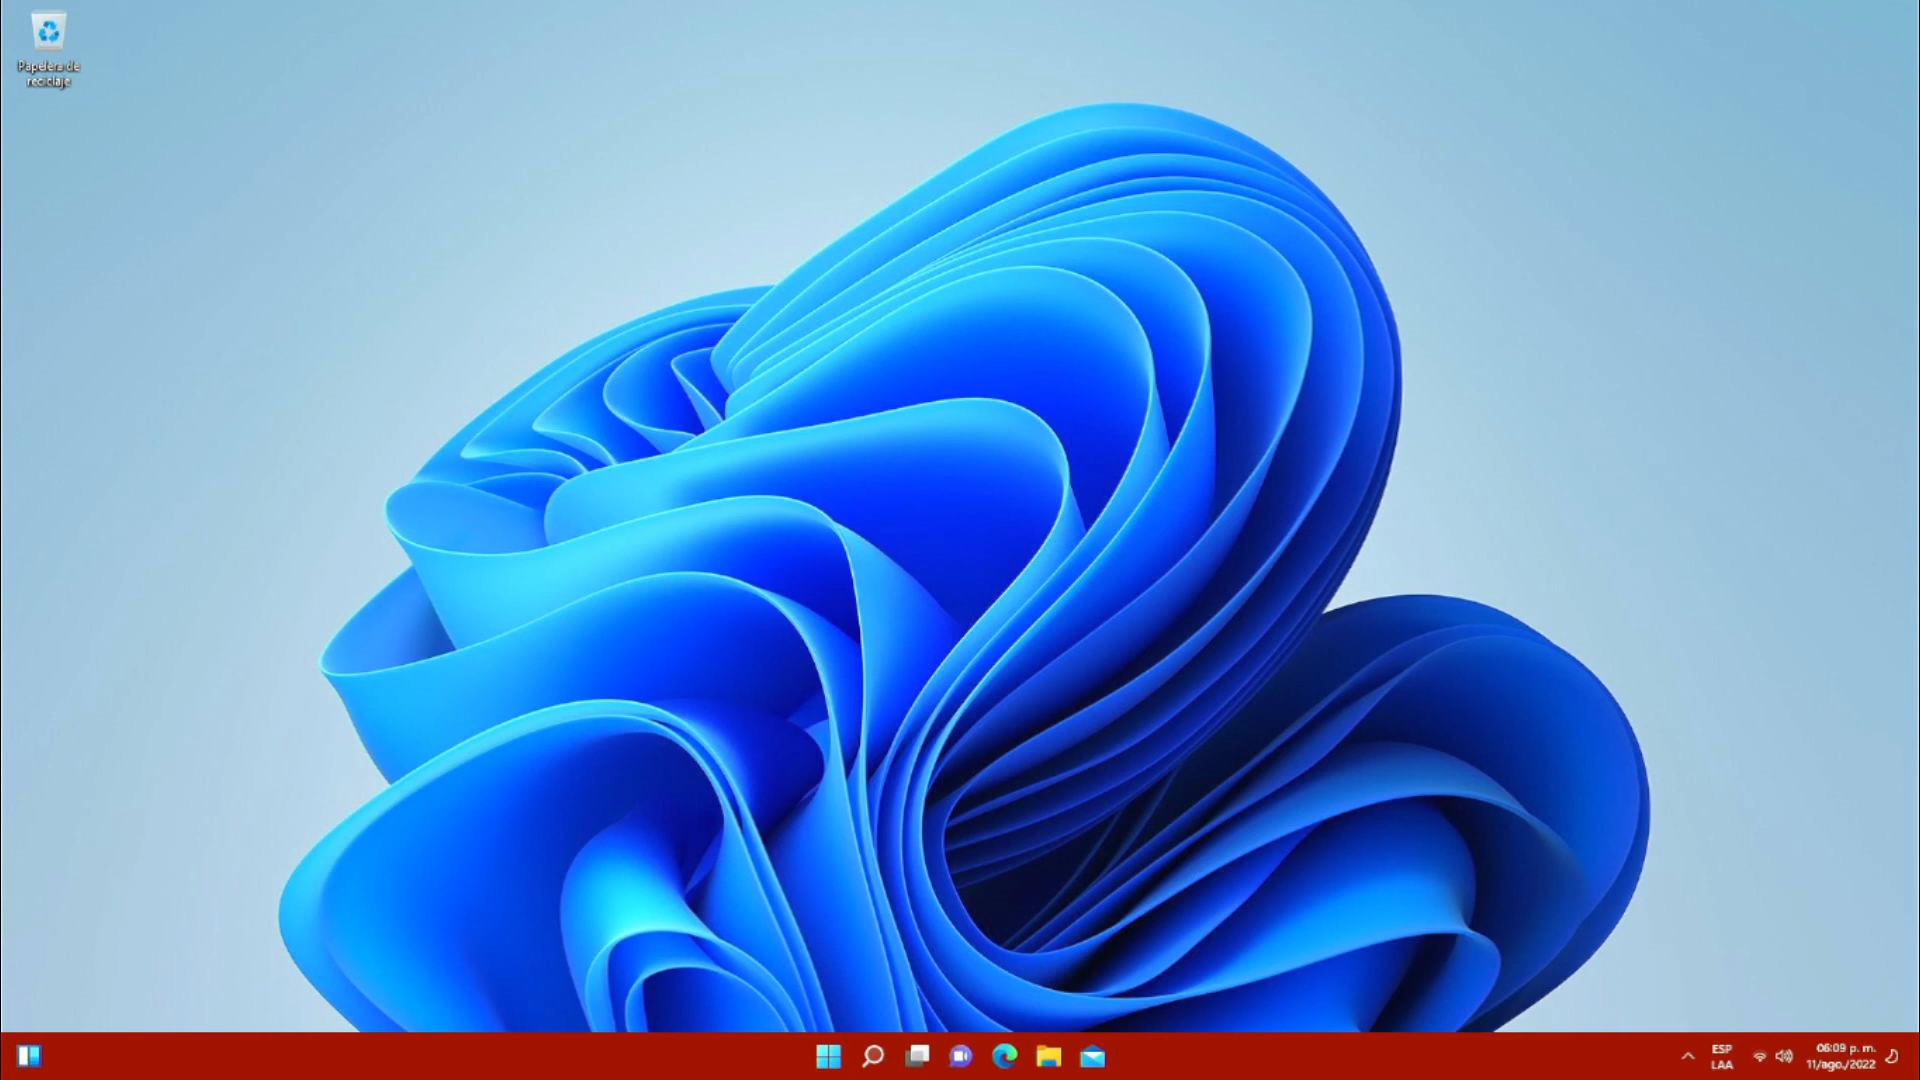 Papelera de
reciclaje
ESP
LAA
06:09 p. m.
11/ago./2022